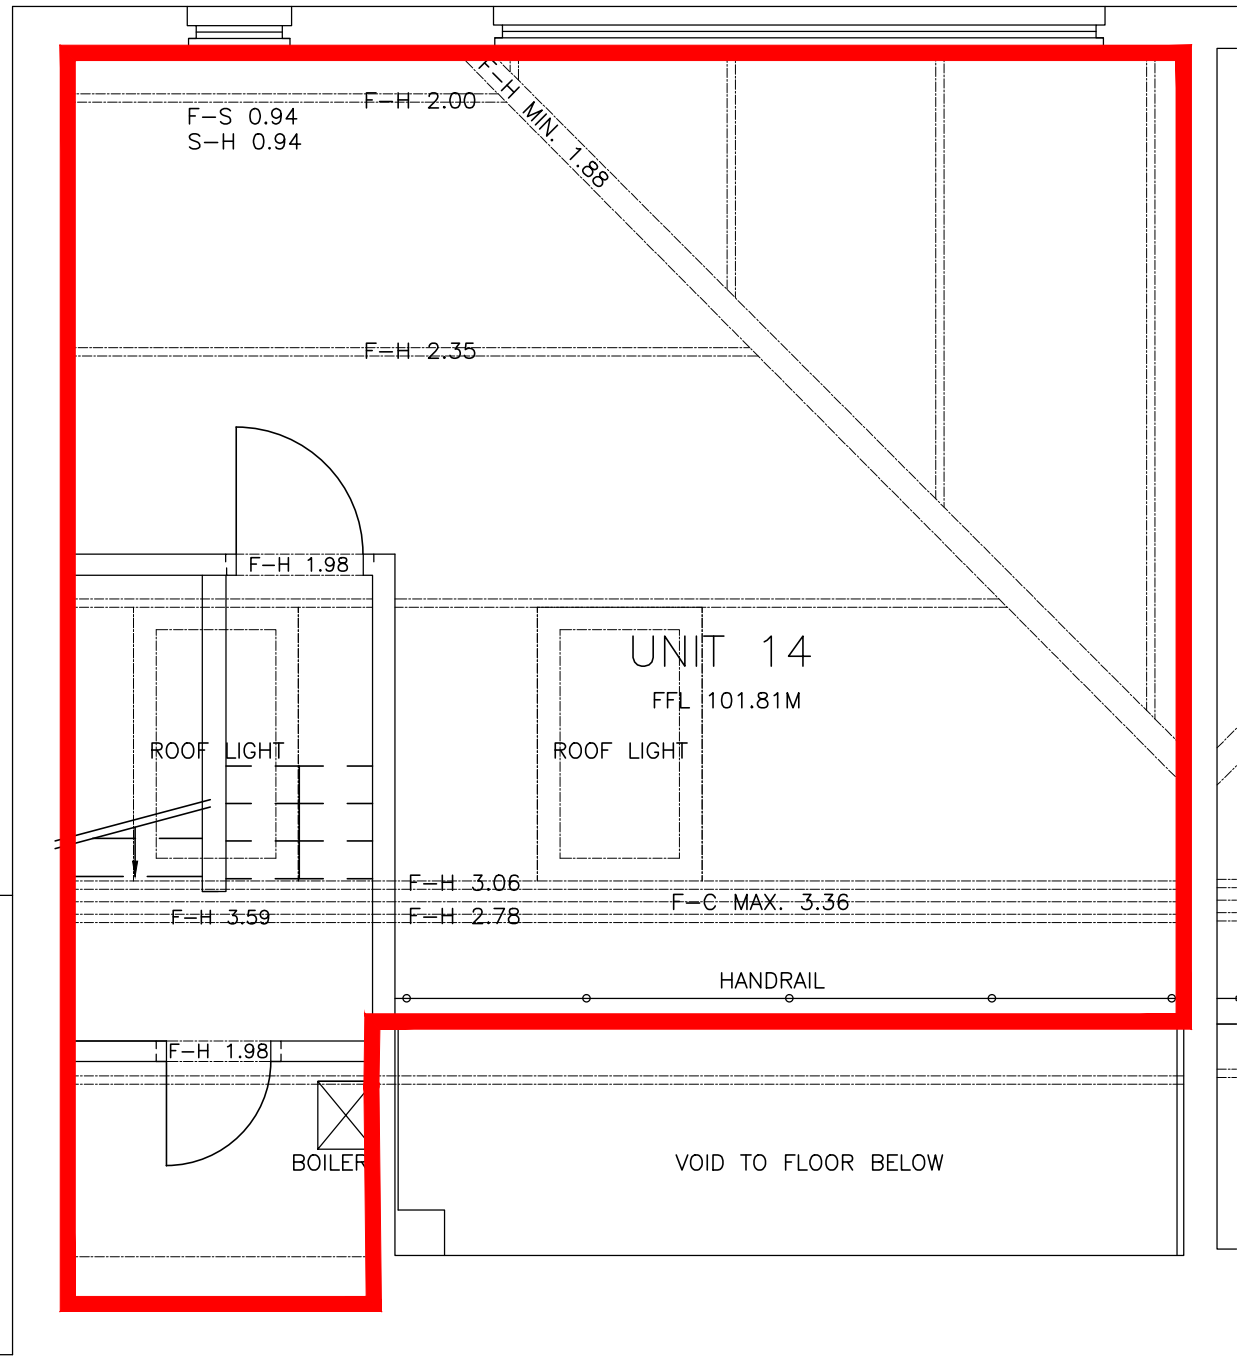 F-H 2.00
F-S 0.94
S-H 0.94
F-H MIN. 1.88
F-H 2.35
F-H 1.98
UNIT 14
FFL 101.81M
ROOF LIGHT
ROOF LIGHT
F-H 3.06
F-C MAX. 3.36
F-H 3.59
F-H 2.78
HANDRAIL
F-H 1.98
BOILER
VOID TO FLOOR BELOW